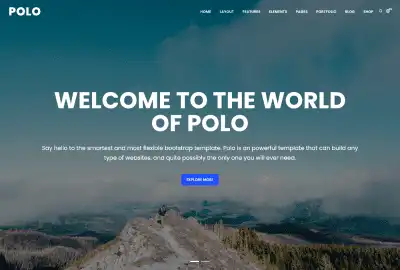 POLO
HOME LAYOUT FEATURES ELEMENTS PAGES PORTFOLIO BLOG SHOP
WELCOME TO THE WORLD
OF POLO
Say hello to the smartest and most flexible bootstrap template. Polo is an powerful template that can build any
type of websites, and quite possibly the only one you will ever need.
EXPLORE MORE